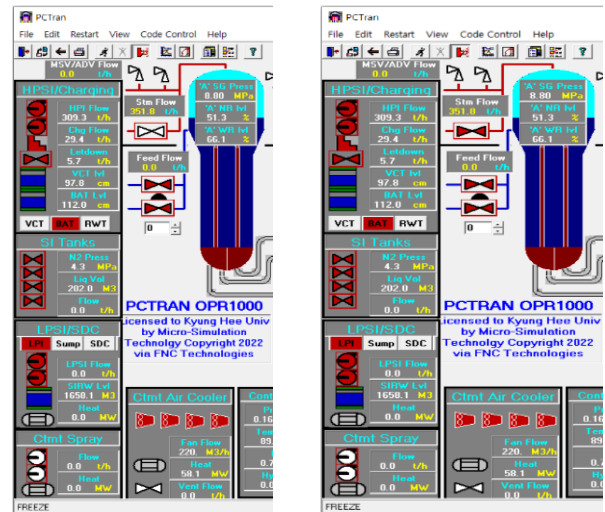 PCTran
File Edit Restart View Code Control Help
MSV/ADV Flow
0.0 t/h
HPSI/Charging
HPI Flow
309.3 t/h
Chg Flow
29.4 t/h
Letdown
5.7 t/h
VCT lvl
97.8 cm
BAT Lvl
112.0 cm
VCT BAT RWT
SI Tanks
N2 Press
4.3 MPa
Liq Vol
202.0 M3
Flow
0.0 t/h
LPSI/SDC
LPI Sump SDC
LPSI Flow
0.0 t/h
SIRW Lvl
1650.1 M3
Heat
0.0 MW
Ctmt Spray
Flow
0.0 t/h
Heat
0.0 MW
Stm Flow
351.8 t/h
Feed Flow
0.0 t/h
0
'A' SG Press
8.80 MPa
'A' NR lvl
51.3 %
'A' WR lvl
66.1 %
PCTRAN OPR1000
Licensed to Kyung Hee Univ
by Micro-Simulation
Technolgy Copyright 2022
via FNC Technologies
Ctmt Air Cooler
Fan Flow
220. M3/h
Heat
58.1 MW
Vent Flow
0.0 t/h
FREEZE
PCTran
File Edit Restart View Code Control Help
MSV/ADV Flow
0.0 t/h
HPSI/Charging
HPI Flow
309.3 t/h
Chg Flow
29.4 t/h
Letdown
5.7 t/h
VCT lvl
97.8 cm
BAT Lvl
112.0 cm
VCT BAT RWT
SI Tanks
N2 Press
4.3 MPa
Liq Vol
202.0 M3
Flow
0.0 t/h
LPSI/SDC
LPI Sump SDC
LPSI Flow
0.0 t/h
SIRW Lvl
1650.1 M3
Heat
0.0 MW
Ctmt Spray
Flow
0.0 t/h
Heat
0.0 MW
Stm Flow
351.8 t/h
Feed Flow
0.0 t/h
0
'A' SG Press
8.80 MPa
'A' NR lvl
51.3 %
'A' WR lvl
66.1 %
PCTRAN OPR1000
Licensed to Kyung Hee Univ
by Micro-Simulation
Technolgy Copyright 2022
via FNC Technologies
Ctmt Air Cooler
Fan Flow
220. M3/h
Heat
58.1 MW
Vent Flow
0.0 t/h
FREEZE